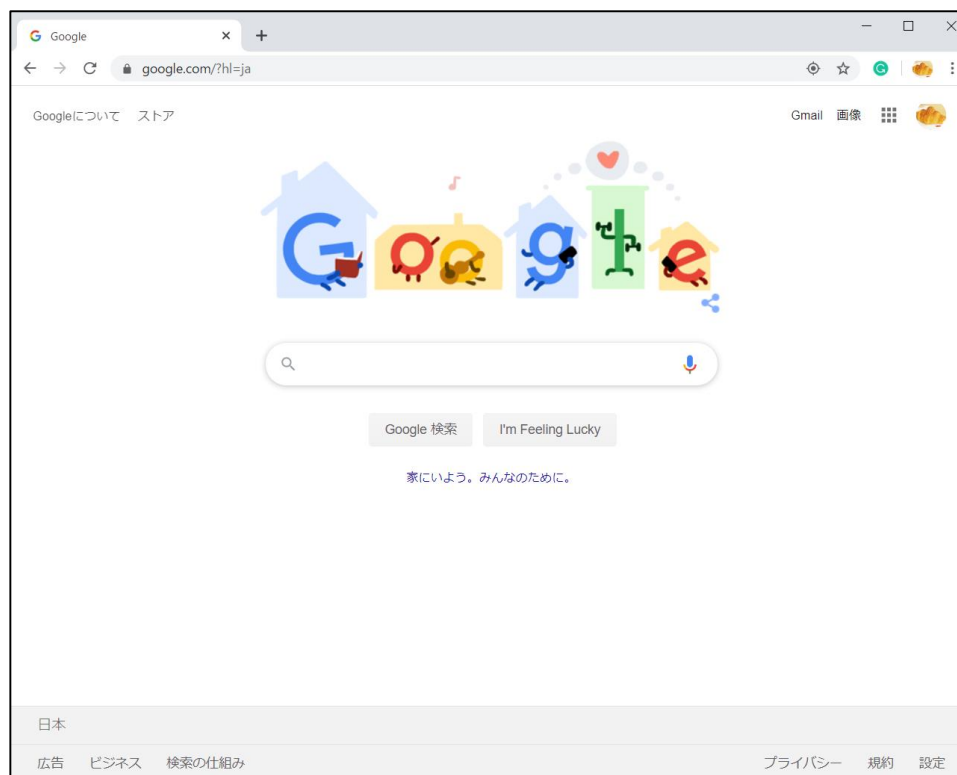 Google
google.com/?hl=ja
Googleについて ストア Gmail 画像
Google
Google 検索 I'm Feeling Lucky
家にいよう。みんなのために。
日本
広告 ビジネス 検索の仕組み プライバシー 規約 設定